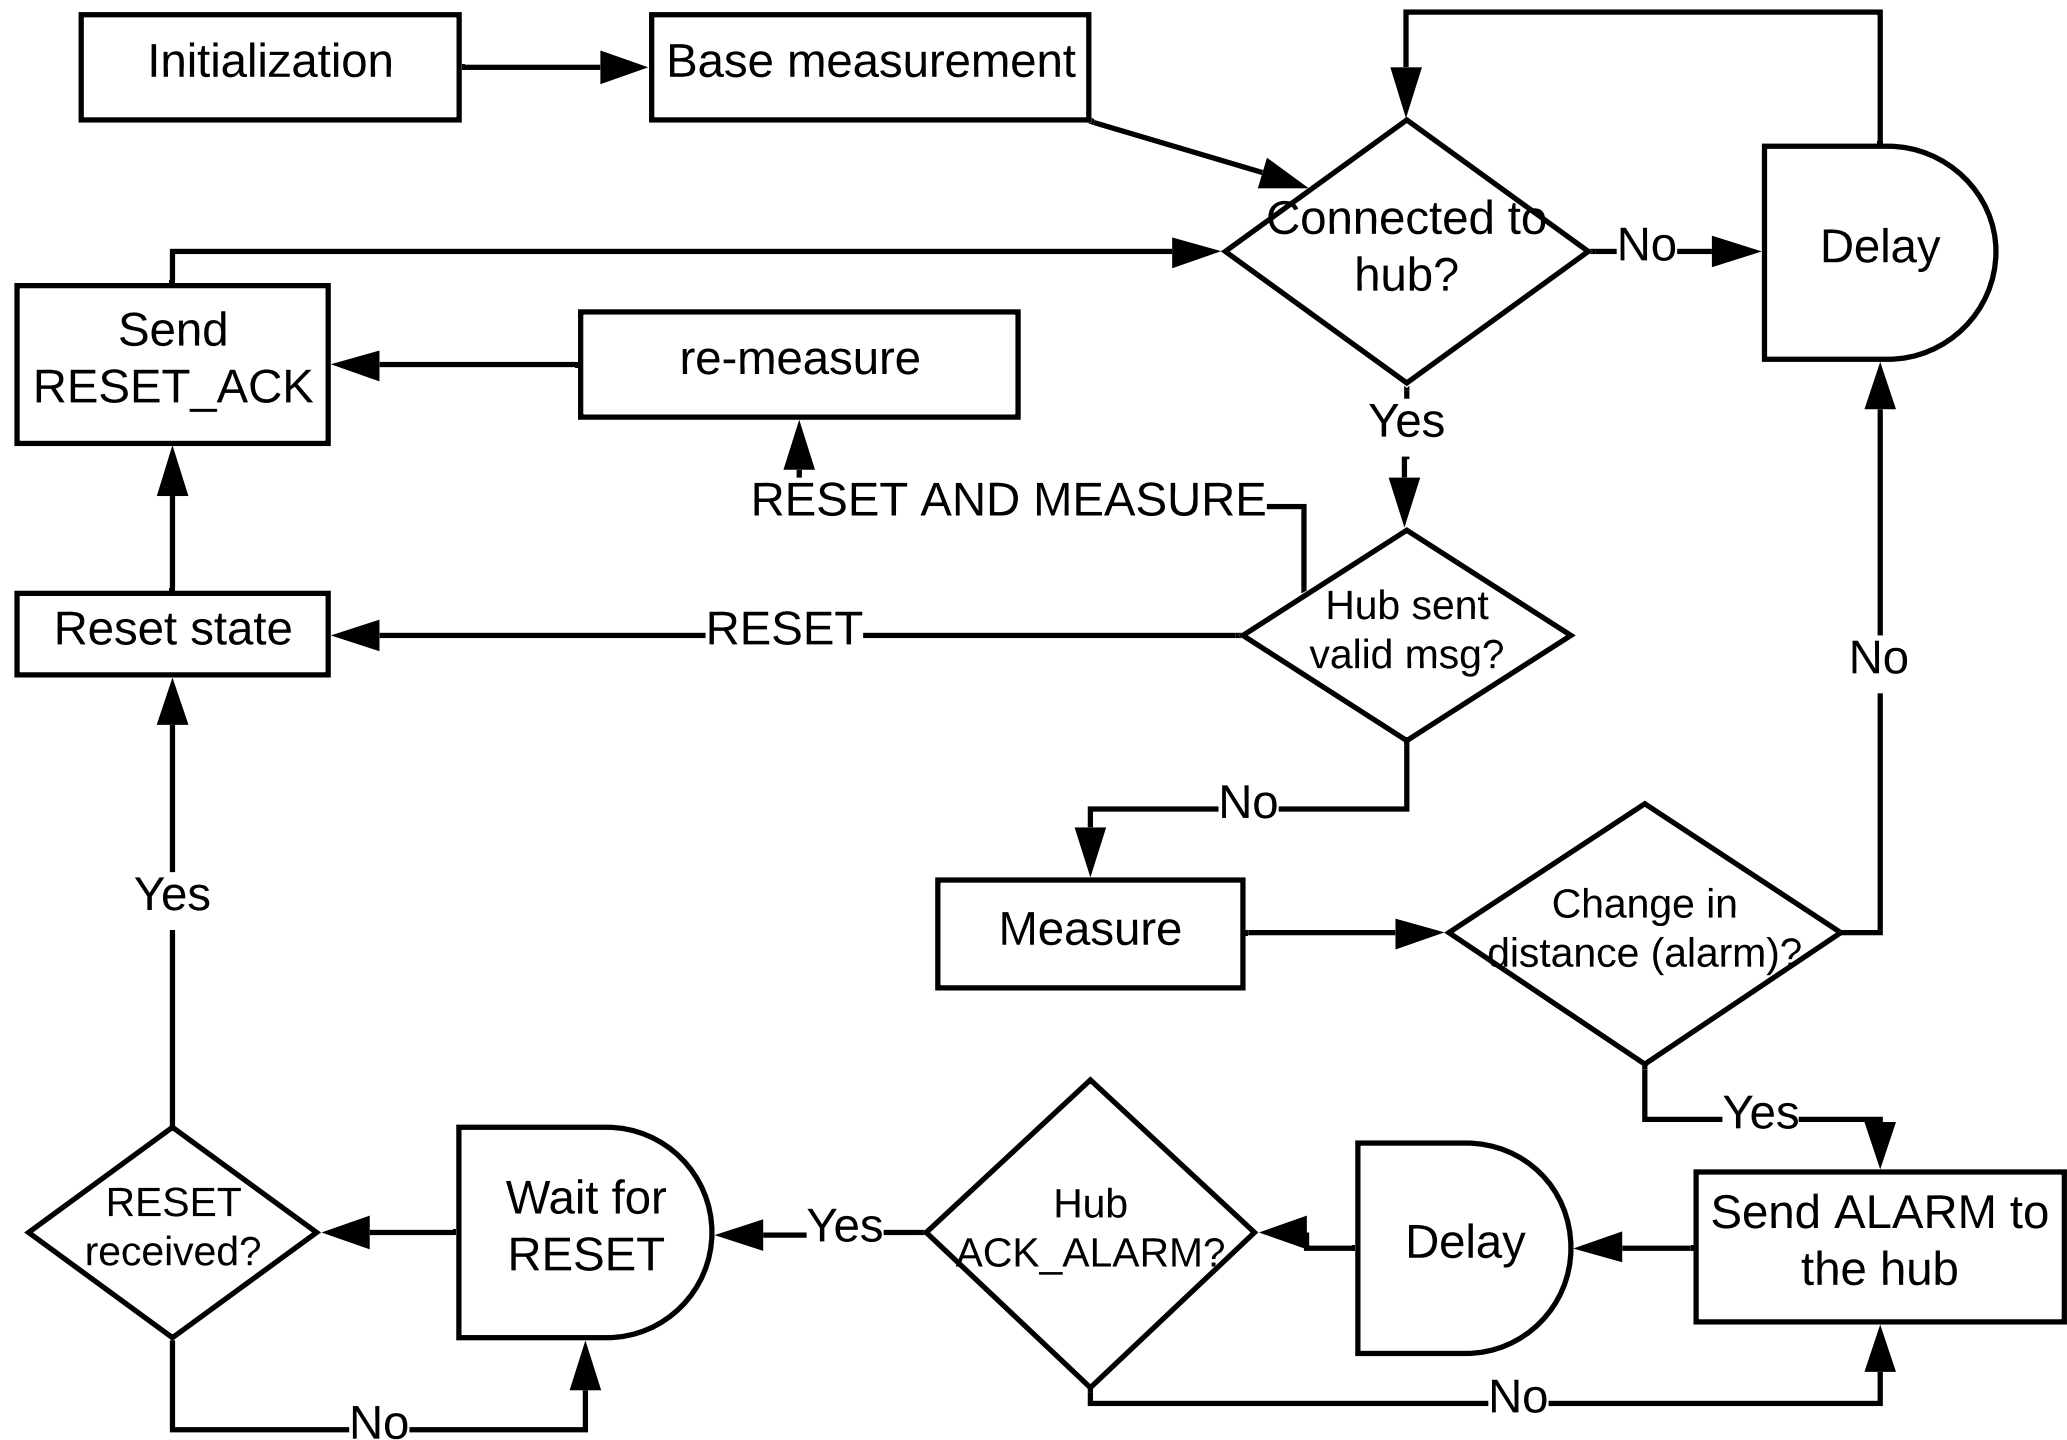 Initialization
Base measurement
Connected to
hub?
No
Delay
Send
RESET_ACK
re-measure
Yes
RESET AND MEASURE
Hub sent
valid msg?
RESET
Reset state
No
No
Measure
Change in
distance (alarm)?
Yes
Yes
Send ALARM to
the hub
Delay
Hub
ACK_ALARM?
Yes
Wait for
RESET
RESET
received?
No
No